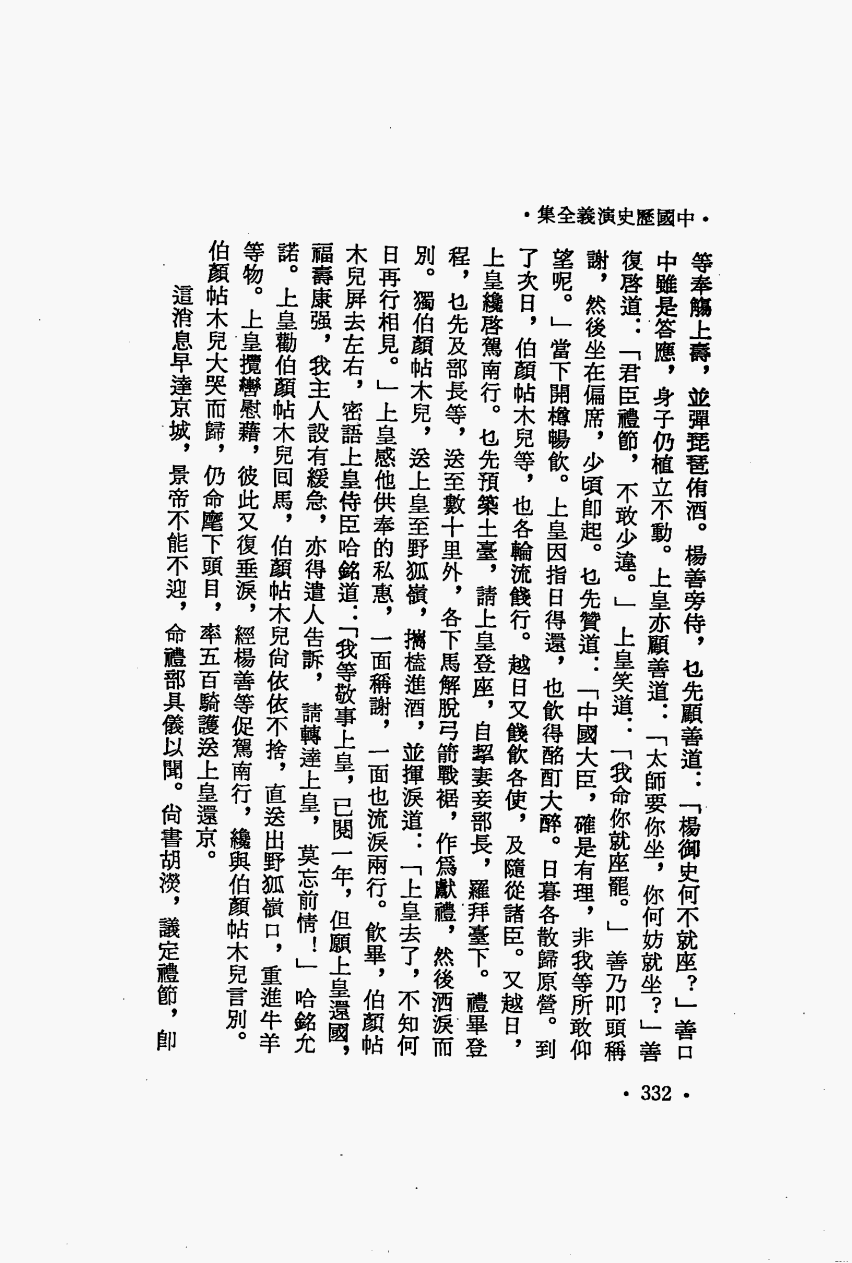 ·中國歷史演義全集·
等奉觴上壽，並彈琵琶侑酒。楊善旁侍，乜先顧善道：「楊御史何不就座？」善口
中雖是答應，身子仍植立不動。上皇亦顧善道：「太師要你坐，你何妨就坐？」善
復啓道：「君臣禮節，不敢少違。」上皇笑道：「我命你就座罷。」善乃叩頭稱
謝，然後坐在偏席，少頃卽起。乜先贊道：「中國大臣，確是有理，非我等所敢仰
望呢。」當下開樽暢飲。上皇因指日得還，也飲得酩酊大醉。日暮各散歸原營。到
了次日，伯顏帖木兒等，也各輪流餞行。越日又餞飲各使，及隨從諸臣。又越日，
上皇纔啓駕南行。乜先預築土臺，請上皇登座，自挈妻妾部長，羅拜臺下。禮畢登
程，乜先及部長等，送至數十里外，各下馬解脫弓箭戰裾，作爲獻禮，然後洒淚而
別。獨伯顏帖木兒，送上皇至野狐嶺，攜榼進酒，並揮淚道：「上皇去了，不知何
日再行相見。」上皇感他供奉的私惠，一面稱謝，一面也流淚兩行。飲畢，伯顏帖
木兒屏去左右，密語上皇侍臣哈銘道：「我等敬事上皇，已閱一年，但願上皇還國，
福壽康强，我主人設有緩急，亦得遣人告訴，請轉達上皇，莫忘前情！」哈銘允
諾。上皇勸伯顏帖木兒回馬，伯顏帖木兒尙依依不捨，直送出野狐嶺口，重進牛羊
等物。上皇攬轡慰藉，彼此又復垂淚，經楊善等促駕南行，纔與伯顏帖木兒言別。
伯顏帖木兒大哭而歸，仍命麾下頭目，率五百騎護送上皇還京。
這消息早達京城，景帝不能不迎，命禮部具儀以聞。尙書胡濙，議定禮節，卽
·332·